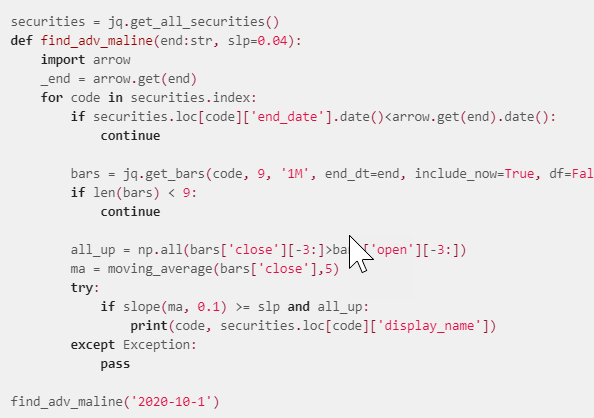 securities = jq.get_all_securities()
def find_adv_maline(end:str, slp=0.04):
    import arrow
    _end = arrow.get(end)
    for code in securities.index:
        if securities.loc[code]['end_date'].date()<arrow.get(end).date():
            continue

        bars = jq.get_bars(code, 9, '1M', end_dt=end, include_now=True, df=Fal
        if len(bars) < 9:
            continue

        all_up = np.all(bars['close'][-3:]>ba 'open'][-3:])
        ma = moving_average(bars['close'],5)
        try:
            if slope(ma, 0.1) >= slp and all_up:
                print(code, securities.loc[code]['display_name'])
        except Exception:
            pass

find_adv_maline('2020-10-1')